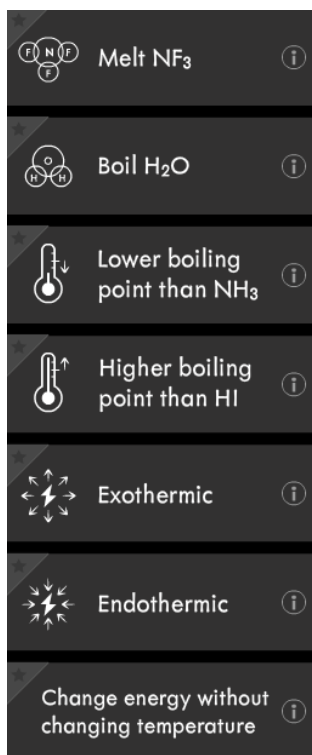 F N F
F
Melt NF₃
i
O
H H
Boil H₂O
i
Lower boiling
point than NH₃
i
Higher boiling
point than HI
i
Exothermic
i
Endothermic
i
Change energy without
changing temperature
i